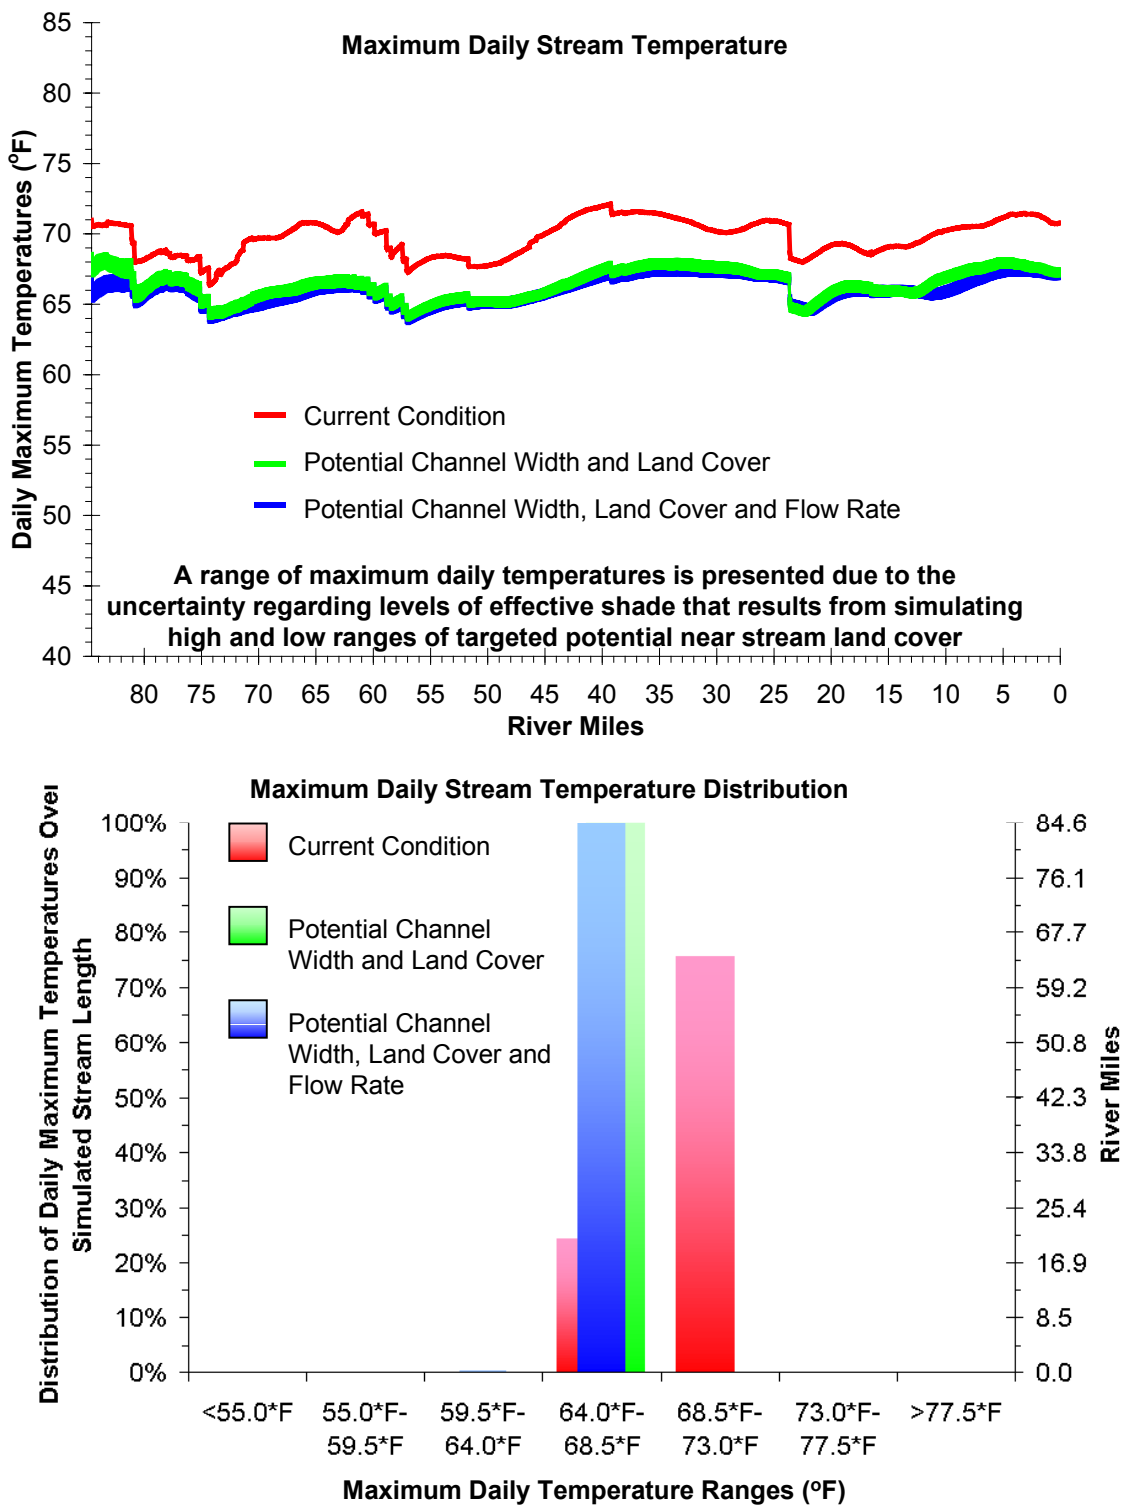 Maximum Daily Stream Temperature
Daily Maximum Temperatures (°F)
85
80
75
70
65
60
55
50
45
40
Current Condition
Potential Channel Width and Land Cover
Potential Channel Width, Land Cover and Flow Rate
A range of maximum daily temperatures is presented due to the
uncertainty regarding levels of effective shade that results from simulating
high and low ranges of targeted potential near stream land cover
80 75 70 65 60 55 50 45 40 35 30 25 20 15 10 5 0
River Miles
Maximum Daily Stream Temperature Distribution
Distribution of Daily Maximum Temperatures Over
Simulated Stream Length
100%
90%
80%
70%
60%
50%
40%
30%
20%
10%
0%
Current Condition
Potential Channel
Width and Land Cover
Potential Channel
Width, Land Cover and
Flow Rate
84.6
76.1
67.7
59.2
50.8
42.3
33.8
25.4
16.9
8.5
0.0
River Miles
<55.0*F 55.0*F- 59.5*F- 64.0*F- 68.5*F- 73.0*F- >77.5*F
59.5*F 64.0*F 68.5*F 73.0*F 77.5*F
Maximum Daily Temperature Ranges (°F)